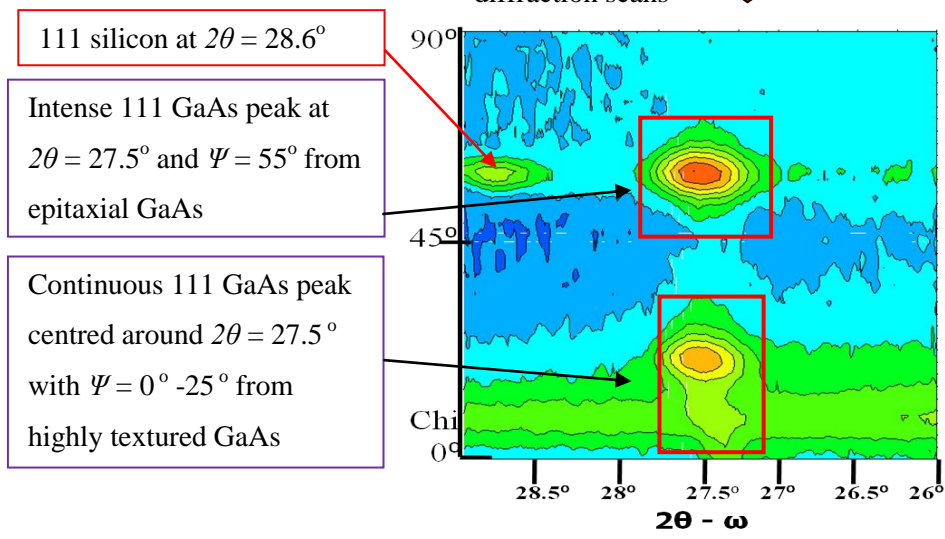 diffraction scans
111 silicon at 2θ = 28.6°
Intense 111 GaAs peak at
2θ = 27.5° and Ψ = 55° from
epitaxial GaAs
Continuous 111 GaAs peak
centred around 2θ = 27.5 °
with Ψ = 0° -25° from
highly textured GaAs
90°
45°
Chi
0°
28.5° 28° 27.5° 27° 26.5° 26°
2θ - ω